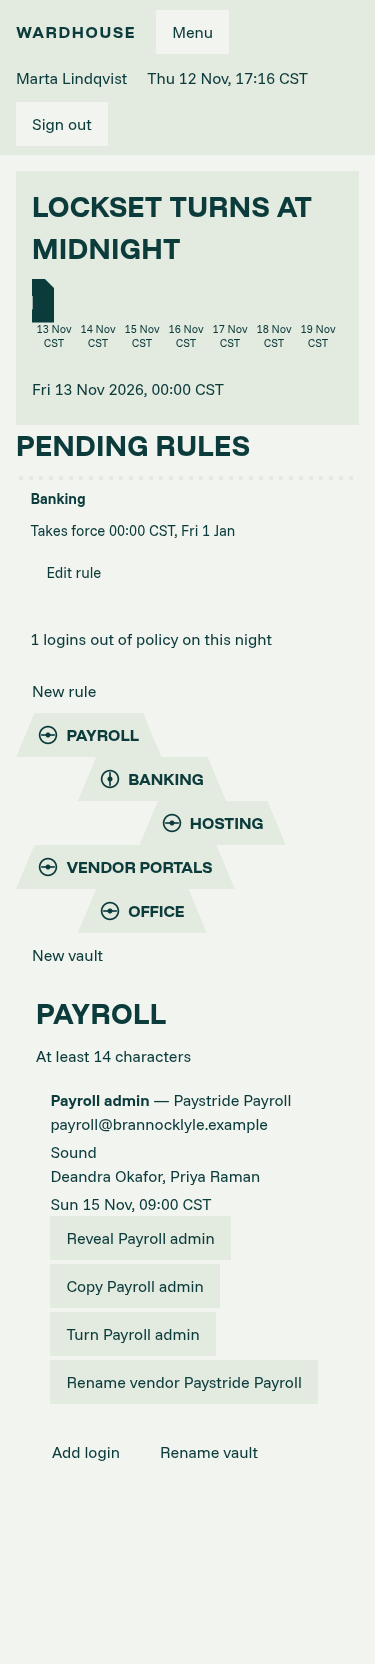 WARDHOUSE
Menu
Marta Lindqvist
Thu 12 Nov, 17:16 CST
Sign out
LOCKSET TURNS AT
MIDNIGHT
13 Nov 14 Nov 15 Nov 16 Nov 17 Nov 18 Nov 19 Nov
CST CST CST CST CST CST CST
Fri 13 Nov 2026, 00:00 CST
PENDING RULES
Banking
Takes force 00:00 CST, Fri 1 Jan
Edit rule
1 logins out of policy on this night
New rule
PAYROLL
BANKING
HOSTING
VENDOR PORTALS
OFFICE
New vault
PAYROLL
At least 14 characters
Payroll admin — Paystride Payroll
payroll@brannocklyle.example
Sound
Deandra Okafor, Priya Raman
Sun 15 Nov, 09:00 CST
Reveal Payroll admin
Copy Payroll admin
Turn Payroll admin
Rename vendor Paystride Payroll
Add login
Rename vault